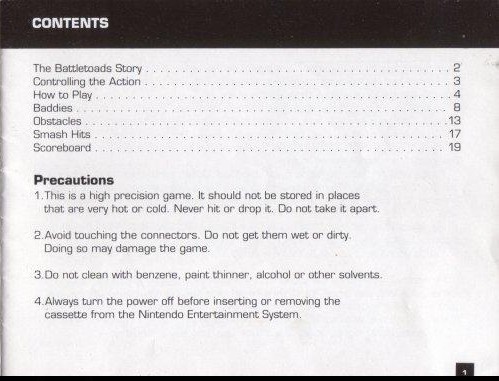 CONTENTS
The Battletoads Story . . . . . . . . . . . . . . . . . . . . . . . . . . . . . . . . . . . . . . . . 2
Controlling the Action . . . . . . . . . . . . . . . . . . . . . . . . . . . . . . . . . . . . . . . . 3
How to Play . . . . . . . . . . . . . . . . . . . . . . . . . . . . . . . . . . . . . . . . . . . . . . 4
Baddies . . . . . . . . . . . . . . . . . . . . . . . . . . . . . . . . . . . . . . . . . . . . . . . . . 8
Obstacles . . . . . . . . . . . . . . . . . . . . . . . . . . . . . . . . . . . . . . . . . . . . . . . 13
Smash Hits . . . . . . . . . . . . . . . . . . . . . . . . . . . . . . . . . . . . . . . . . . . . . . 17
Scoreboard . . . . . . . . . . . . . . . . . . . . . . . . . . . . . . . . . . . . . . . . . . . . . . 19
Precautions
1.This is a high precision game. It should not be stored in places
that are very hot or cold. Never hit or drop it. Do not take it apart.
2.Avoid touching the connectors. Do not get them wet or dirty.
Doing so may damage the game.
3.Do not clean with benzene, paint thinner, alcohol or other solvents.
4.Always turn the power off before inserting or removing the
cassette from the Nintendo Entertainment System.
1